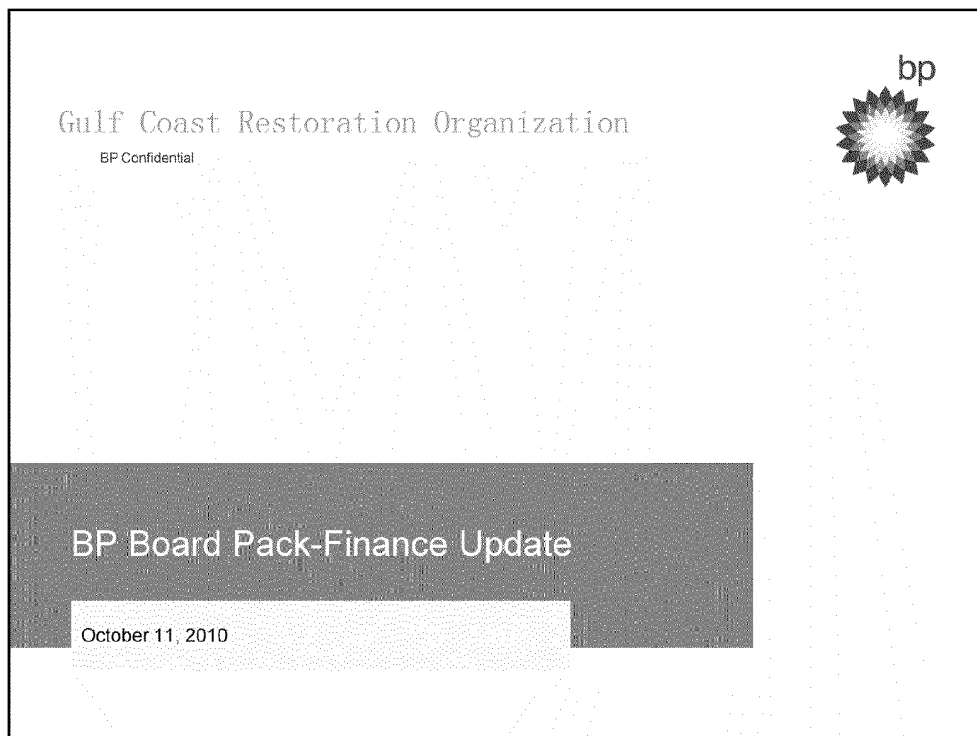 bp
Gulf Coast Restoration Organization
BP Confidential
BP Board Pack-Finance Update
October 11, 2010